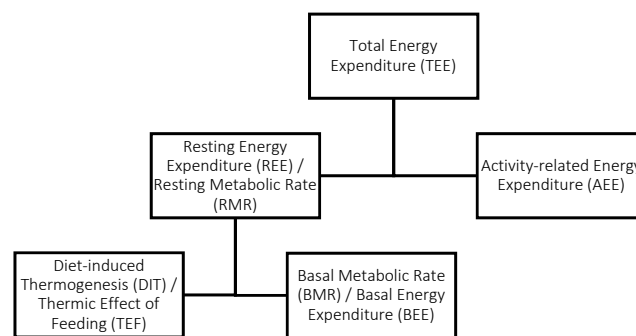 Total Energy
Expenditure (TEE)
Resting Energy
Expenditure (REE) /
Resting Metabolic Rate
(RMR)
Activity-related Energy
Expenditure (AEE)
Diet-induced
Thermogenesis (DIT) /
Thermic Effect of
Feeding (TEF)
Basal Metabolic Rate
(BMR) / Basal Energy
Expenditure (BEE)